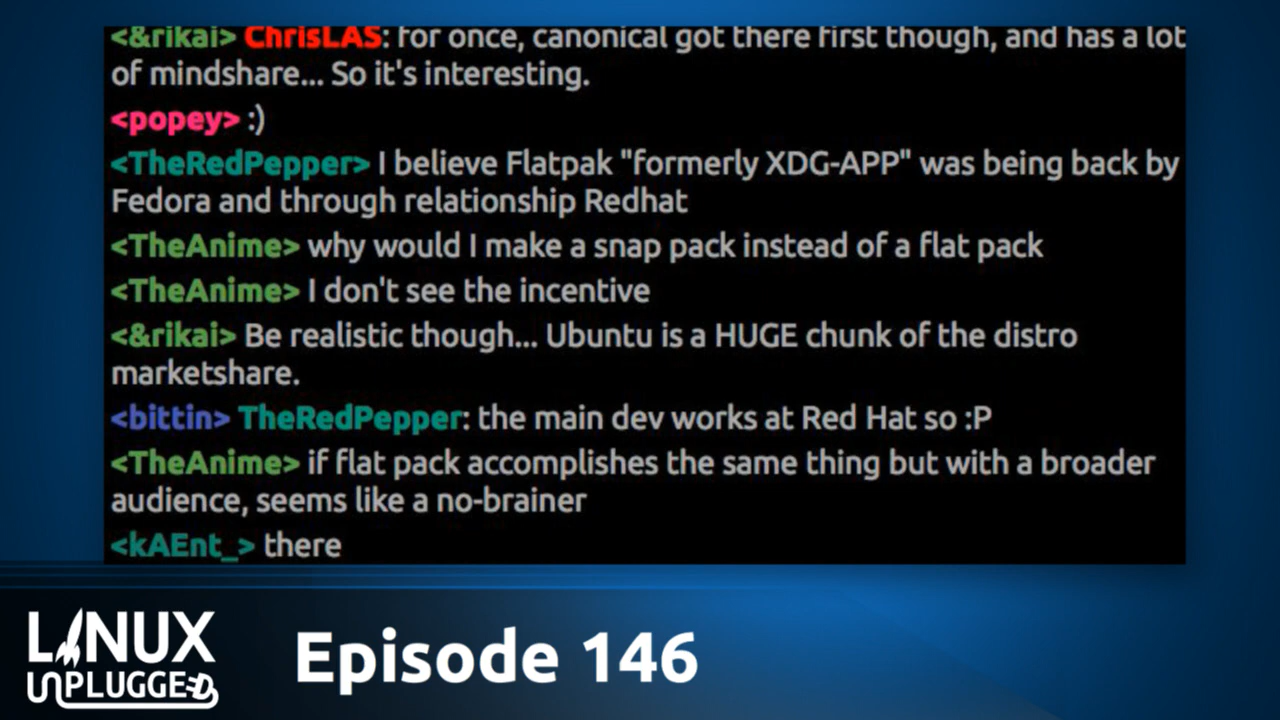 <&rikai> ChrisLAS: for once, canonical got there first though, and has a lot
of mindshare... So it's interesting.
<popey> :)
<TheRedPepper> I believe Flatpak "formerly XDG-APP" was being back by
Fedora and through relationship Redhat
<TheAnime> why would I make a snap pack instead of a flat pack
<TheAnime> I don't see the incentive
<&rikai> Be realistic though... Ubuntu is a HUGE chunk of the distro
marketshare.
<bittin> TheRedPepper: the main dev works at Red Hat so :P
<TheAnime> if flat pack accomplishes the same thing but with a broader
audience, seems like a no-brainer
<kAEnt_> there
LINUX
UNPLUGGED
Episode 146